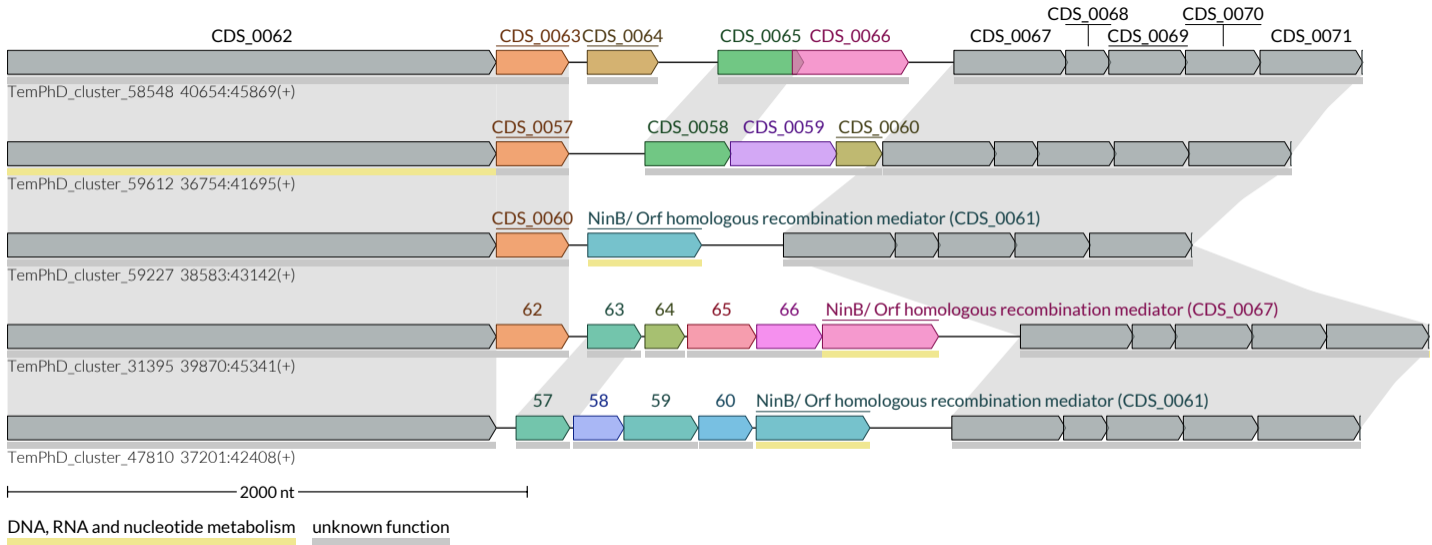 CDS_0068 CDS_0070
CDS_0062 CDS_0063 CDS_0064 CDS_0065 CDS_0066 CDS_0067 CDS_0069 CDS_0071
TemPhD_cluster_58548 40654:45869(+)
CDS_0057 CDS_0058 CDS_0059 CDS_0060
TemPhD_cluster_59612 36754:41695(+)
CDS_0060 NinB/ Orf homologous recombination mediator (CDS_0061)
TemPhD_cluster_59227 38583:43142(+)
62 63 64 65 66 NinB/ Orf homologous recombination mediator (CDS_0067)
TemPhD_cluster_31395 39870:45341(+)
57 58 59 60 NinB/ Orf homologous recombination mediator (CDS_0061)
TemPhD_cluster_47810 37201:42408(+)
2000 nt
DNA, RNA and nucleotide metabolism unknown function